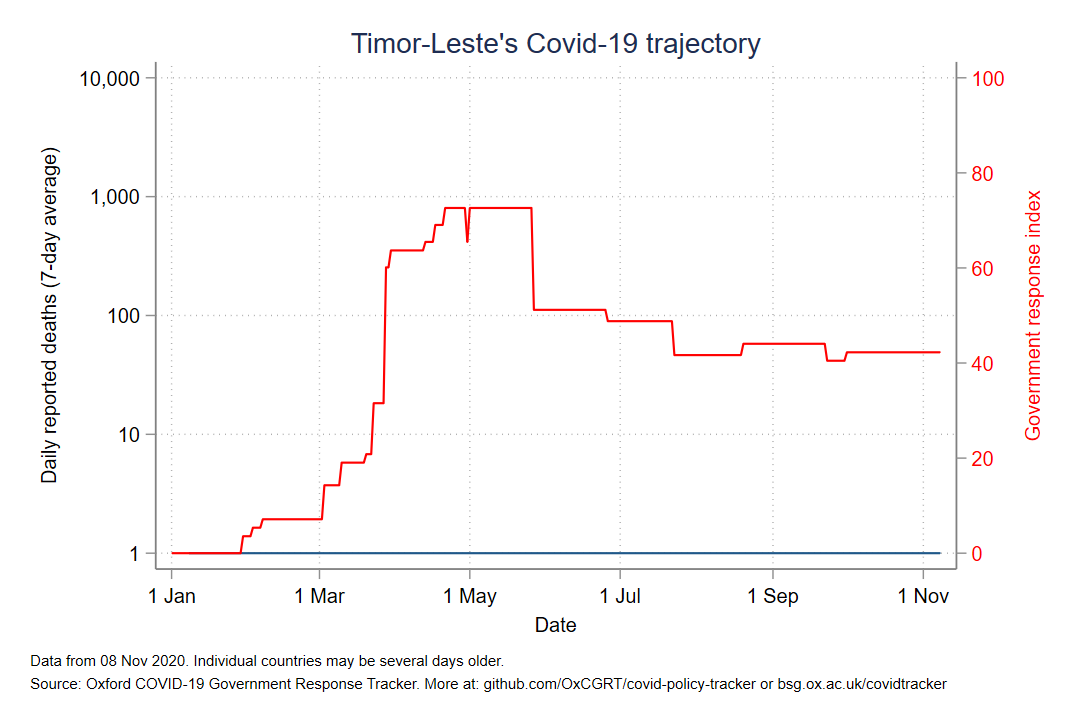 Timor-Leste's Covid-19 trajectory
Daily reported deaths (7-day average)
10,000
1,000
100
10
1
100
80
60
40
20
0
Government response index
1 Jan
1 Mar
1 May
1 Jul
1 Sep
1 Nov
Date
Data from 08 Nov 2020. Individual countries may be several days older.
Source: Oxford COVID-19 Government Response Tracker. More at: github.com/OxCGRT/covid-policy-tracker or bsg.ox.ac.uk/covidtracker